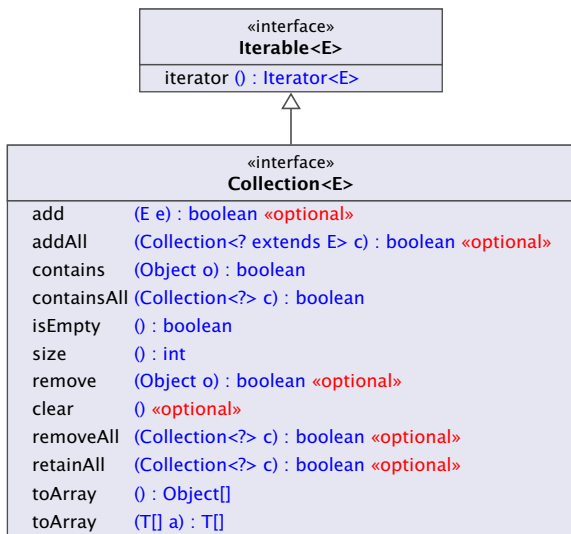 «interface»
Iterable<E>
iterator () : Iterator<E>
«interface»
Collection<E>
add (E e) : boolean «optional»
addAll (Collection<? extends E> c) : boolean «optional»
contains (Object o) : boolean
containsAll (Collection<?> c) : boolean
isEmpty () : boolean
size () : int
remove (Object o) : boolean «optional»
clear () «optional»
removeAll (Collection<?> c) : boolean «optional»
retainAll (Collection<?> c) : boolean «optional»
toArray () : Object[]
toArray (T[] a) : T[]